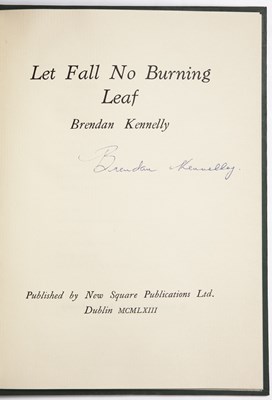 Let Fall No Burning
Leaf
Brendan Kennelly
Brendan Kennelly.
Published by New Square Publications Ltd.
Dublin MCMLXIII